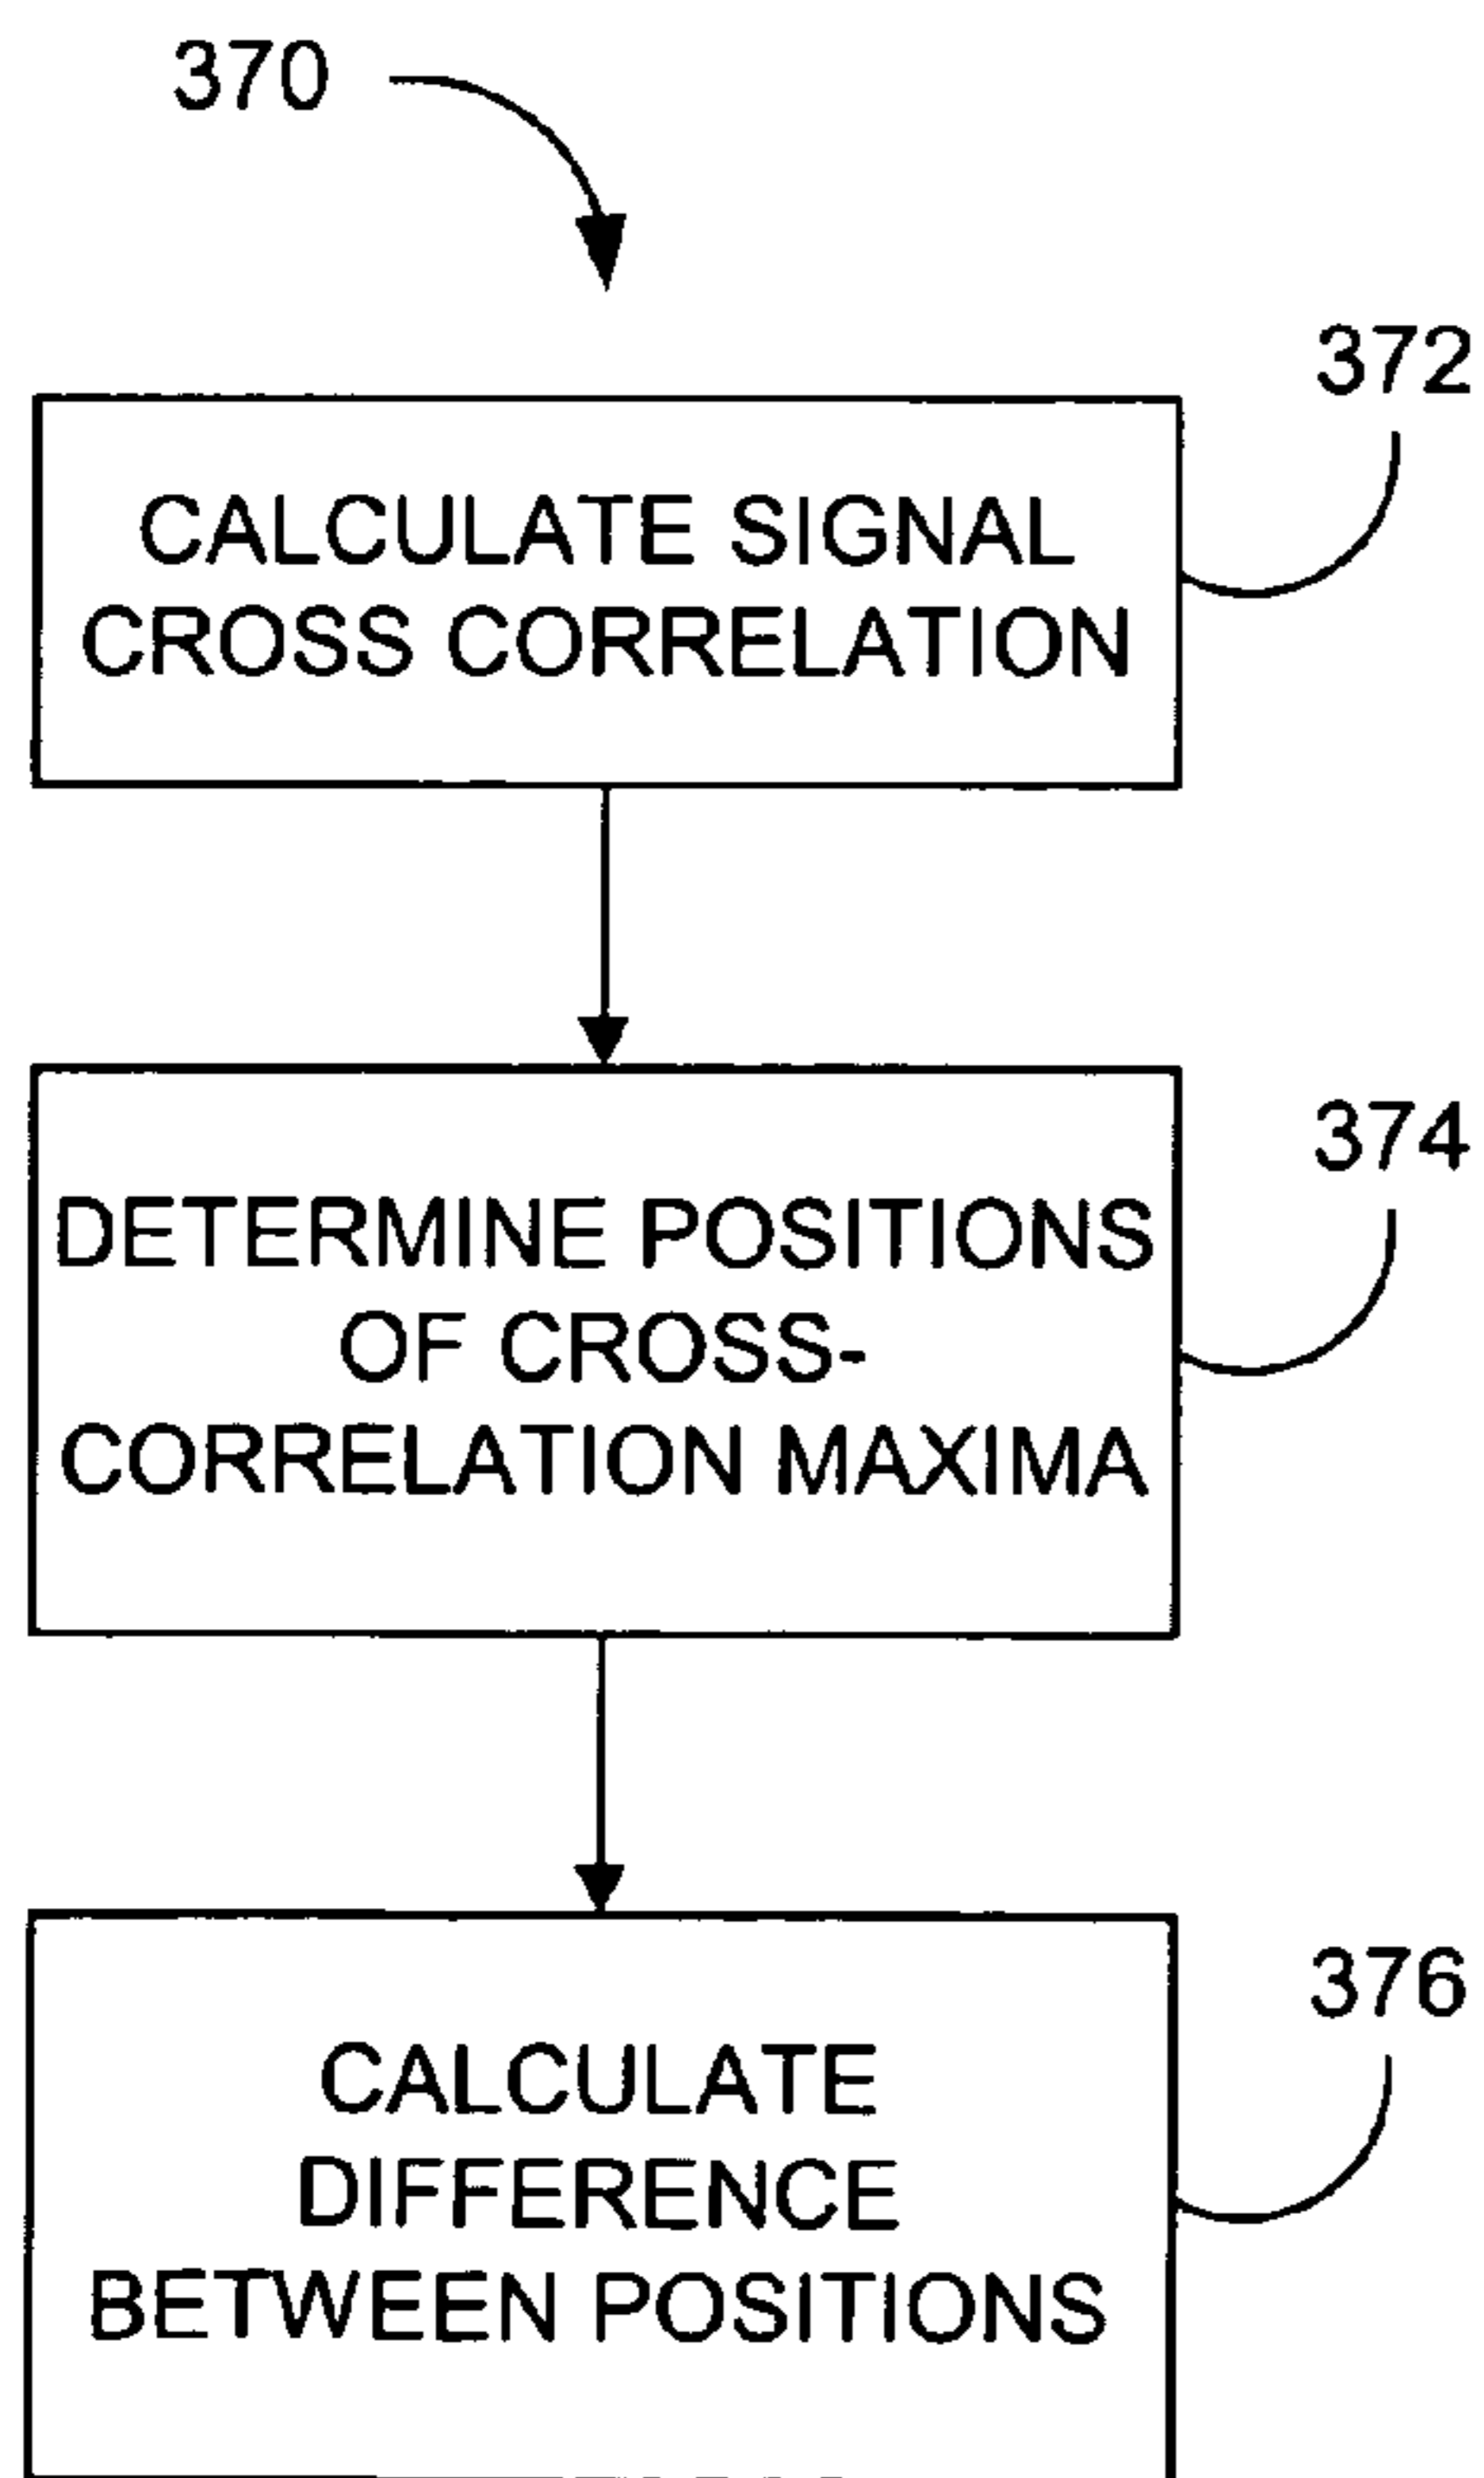 370
372
CALCULATE SIGNAL
CROSS CORRELATION
374
DETERMINE POSITIONS
OF CROSS-
CORRELATION MAXIMA
376
CALCULATE
DIFFERENCE
BETWEEN POSITIONS